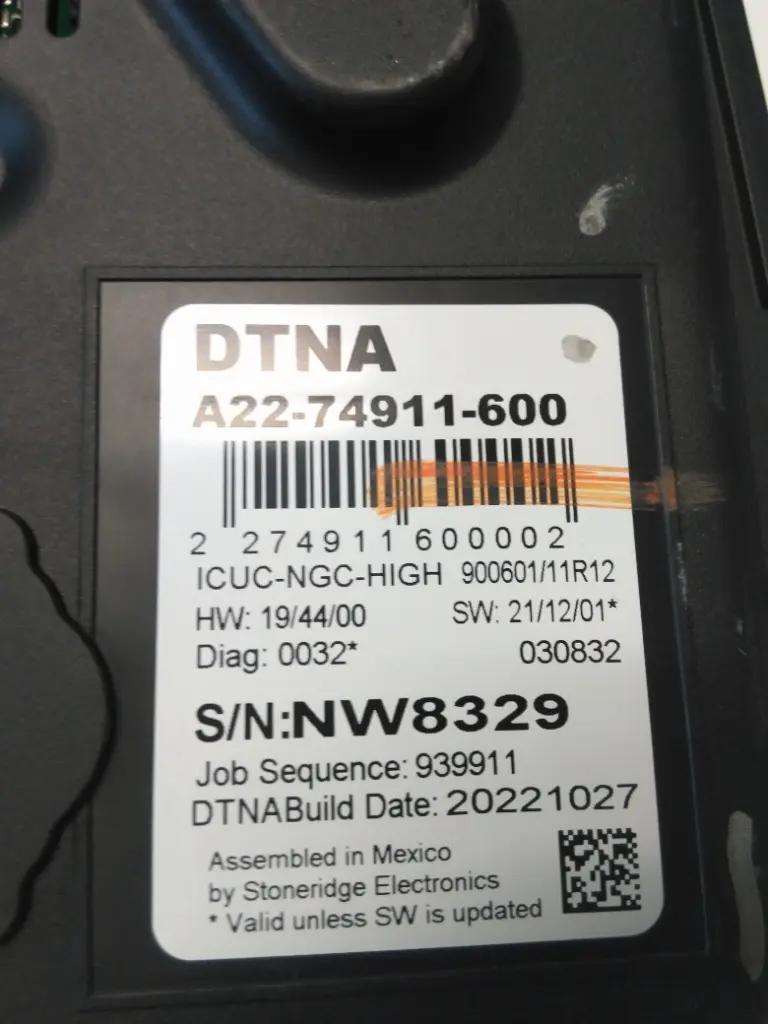 DTNA
A22-74911-600
2 274911 600002
ICUC-NGC-HIGH 900601/11R12
HW: 19/44/00 SW: 21/12/01*
Diag: 0032* 030832
S/N:NW8329
Job Sequence: 939911
DTNABuild Date: 20221027
Assembled in Mexico
by Stoneridge Electronics
* Valid unless SW is updated